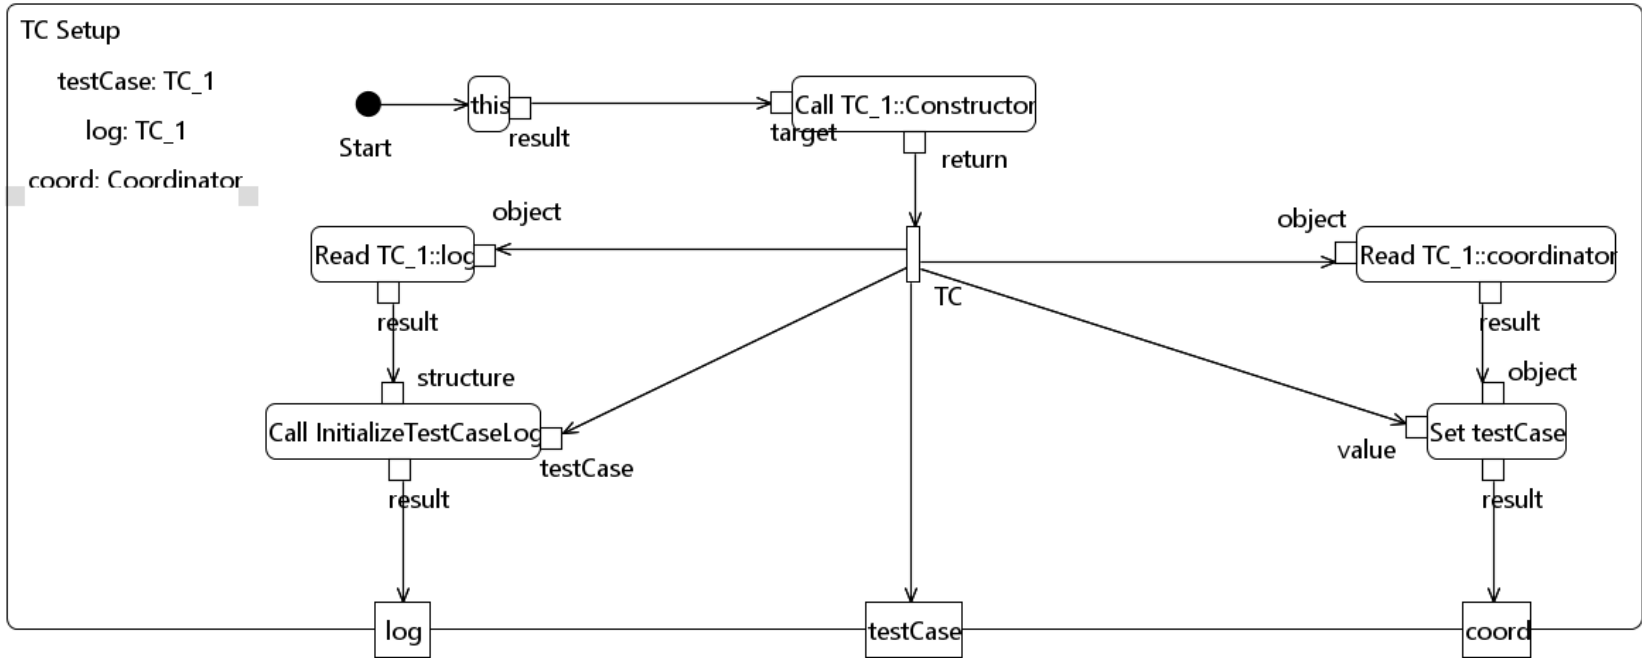 TC Setup
testCase: TC_1
log: TC_1
coord: Coordinator
Start
this
result
Call TC_1::Constructor
target
return
object
object
Read TC_1::log
Read TC_1::coordinator
TC
result
result
structure
object
Call InitializeTestCaseLog
testCase
value
Set testCase
result
result
log
testCase
coord